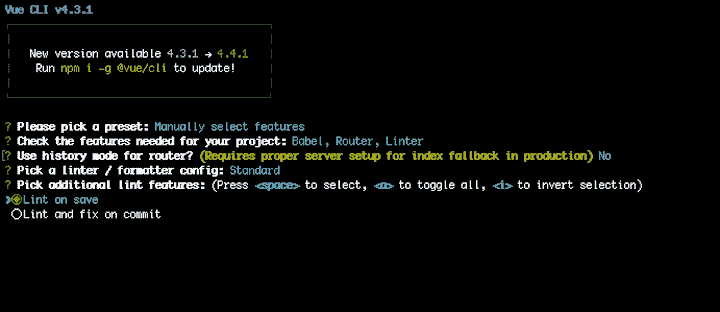 Vue CLI v4.3.1
New version available 4.3.1 → 4.4.1
Run npm i -g @vue/cli to update!
? Please pick a preset: Manually select features
? Check the features needed for your project: Babel, Router, Linter
? Use history mode for router? (Requires proper server setup for index fallback in production) No
? Pick a linter / formatter config: Standard
? Pick additional lint features: (Press <space> to select, <a> to toggle all, <i> to invert selection)
❯◉Lint on save
◯Lint and fix on commit